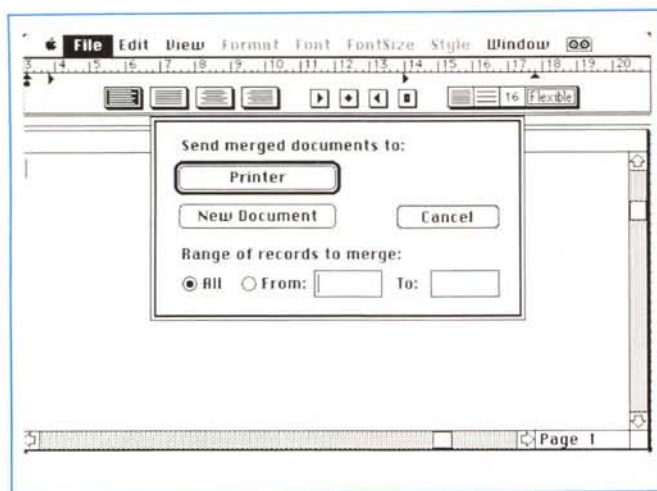 File Edit View Format Font FontSize Style Window
3 4 5 6 7 8 9 10 11 12 13 14 15 16 17 18 19 20
16 Flexible
Send merged documents to:
Printer
New Document Cancel
Range of records to merge:
All From: To:
Page 1